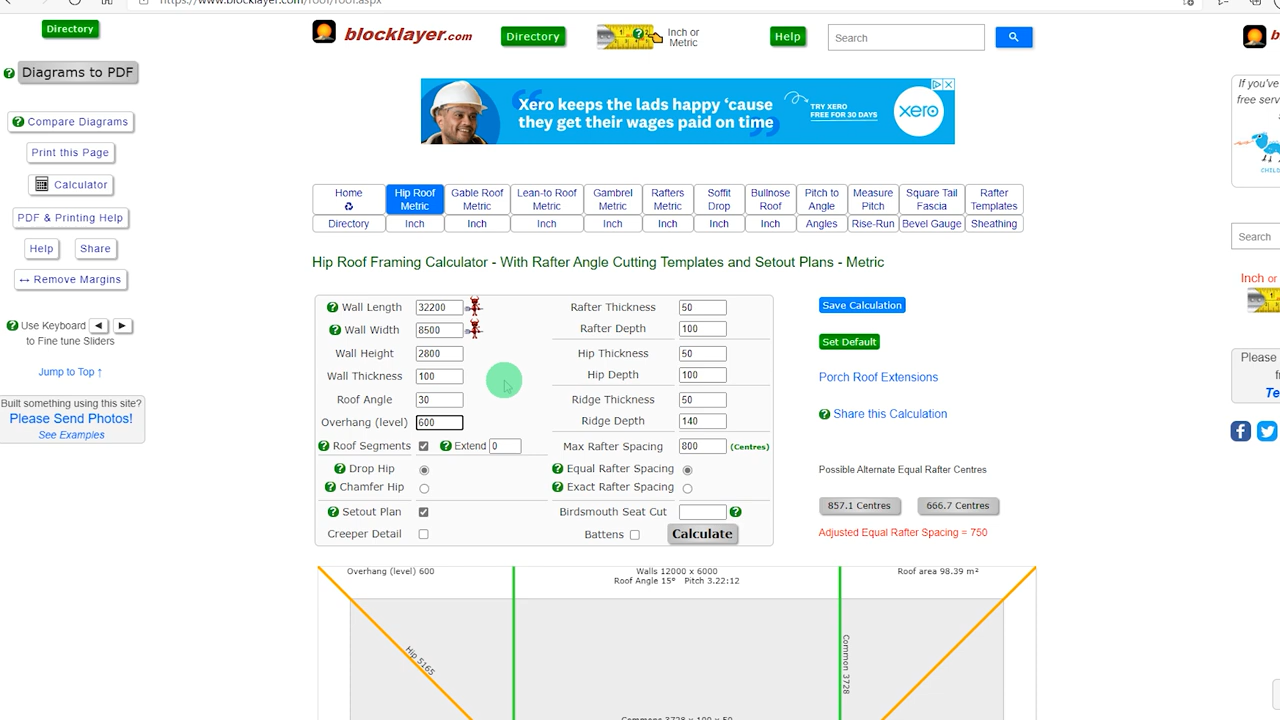 https://www.blocklayer.com/roof/roof.aspx
Directory
blocklayer.com
Directory
Inch or
Metric
Help
Search
Diagrams to PDF
Compare Diagrams
Print this Page
Calculator
PDF & Printing Help
Help
Share
↔ Remove Margins
Use Keyboard ◄ ►
to Fine tune Sliders
Jump to Top ↑
Built something using this site?
Please Send Photos!
See Examples
Xero keeps the lads happy ‘cause
they get their wages paid on time
TRY XERO
FREE FOR 30 DAYS
xero
Home
Hip Roof
Metric
Gable Roof
Metric
Lean-to Roof
Metric
Gambrel
Metric
Rafters
Metric
Soffit
Drop
Bullnose
Roof
Pitch to
Angle
Measure
Pitch
Square Tail
Fascia
Rafter
Templates
Directory
Inch
Inch
Inch
Inch
Inch
Inch
Inch
Angles
Rise-Run
Bevel Gauge
Sheathing
Hip Roof Framing Calculator - With Rafter Angle Cutting Templates and Setout Plans - Metric
Wall Length 32200
Wall Width 8500
Wall Height 2800
Wall Thickness 100
Roof Angle 30
Overhang (level) 600
Roof Segments Extend 0
Drop Hip
Chamfer Hip
Setout Plan
Creeper Detail
Rafter Thickness 50
Rafter Depth 100
Hip Thickness 50
Hip Depth 100
Ridge Thickness 50
Ridge Depth 140
Max Rafter Spacing 800 (Centres)
Equal Rafter Spacing
Exact Rafter Spacing
Birdsmouth Seat Cut
Battens Calculate
Save Calculation
Set Default
Porch Roof Extensions
Share this Calculation
Possible Alternate Equal Rafter Centres
857.1 Centres 666.7 Centres
Adjusted Equal Rafter Spacing = 750
Overhang (level) 600
Walls 12000 x 6000
Roof Angle 15° Pitch 3.22:12
Roof area 98.39 m²
Hip 5165
Common 3728
Commons 3728 x 100 x 50
b
If you've
free serv
CHILD
Search
Inch or
Please
Te